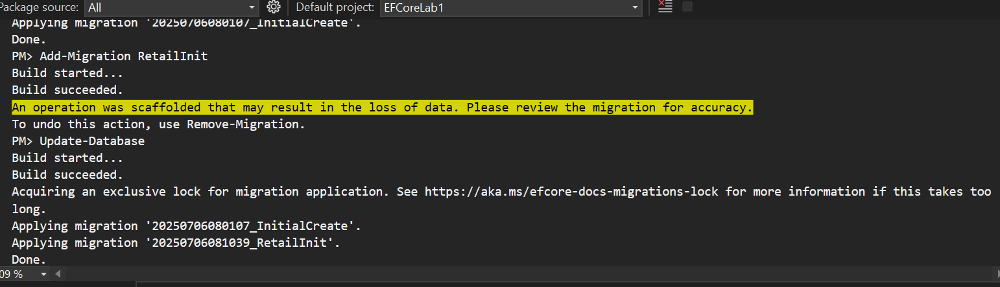 Package source: All Default project: EFCoreLab1
Applying migration '20250706080107_InitialCreate'.
Done.
PM> Add-Migration RetailInit
Build started...
Build succeeded.
An operation was scaffolded that may result in the loss of data. Please review the migration for accuracy.
To undo this action, use Remove-Migration.
PM> Update-Database
Build started...
Build succeeded.
Acquiring an exclusive lock for migration application. See https://aka.ms/efcore-docs-migrations-lock for more information if this takes too
long.
Applying migration '20250706080107_InitialCreate'.
Applying migration '20250706081039_RetailInit'.
Done.
09 %